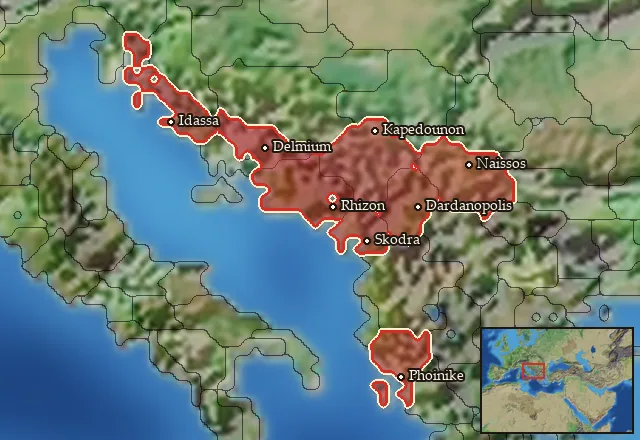 Idassa
Kapedounon
Delmium
Naissos
Rhizon
Dardanopolis
Skodra
Phoinike